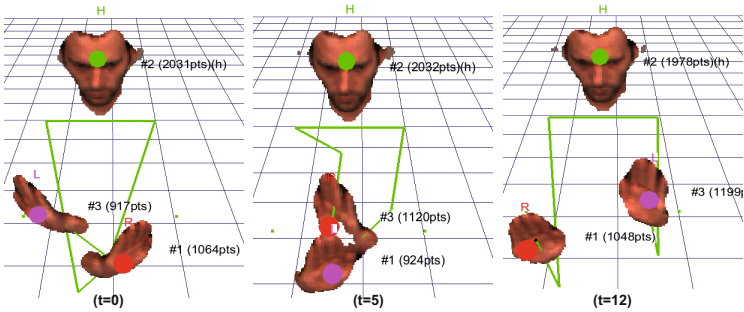 H
#2 (2031pts)(h)
L
#3 (917pts)
R
#1 (1064pts)
(t=0)
H
#2 (2032pts)(h)
#3 (1120pts)
#1 (924pts)
(t=5)
H
#2 (1978pts)(h)
L
#3 (1199p
R
#1 (1048pts)
(t=12)